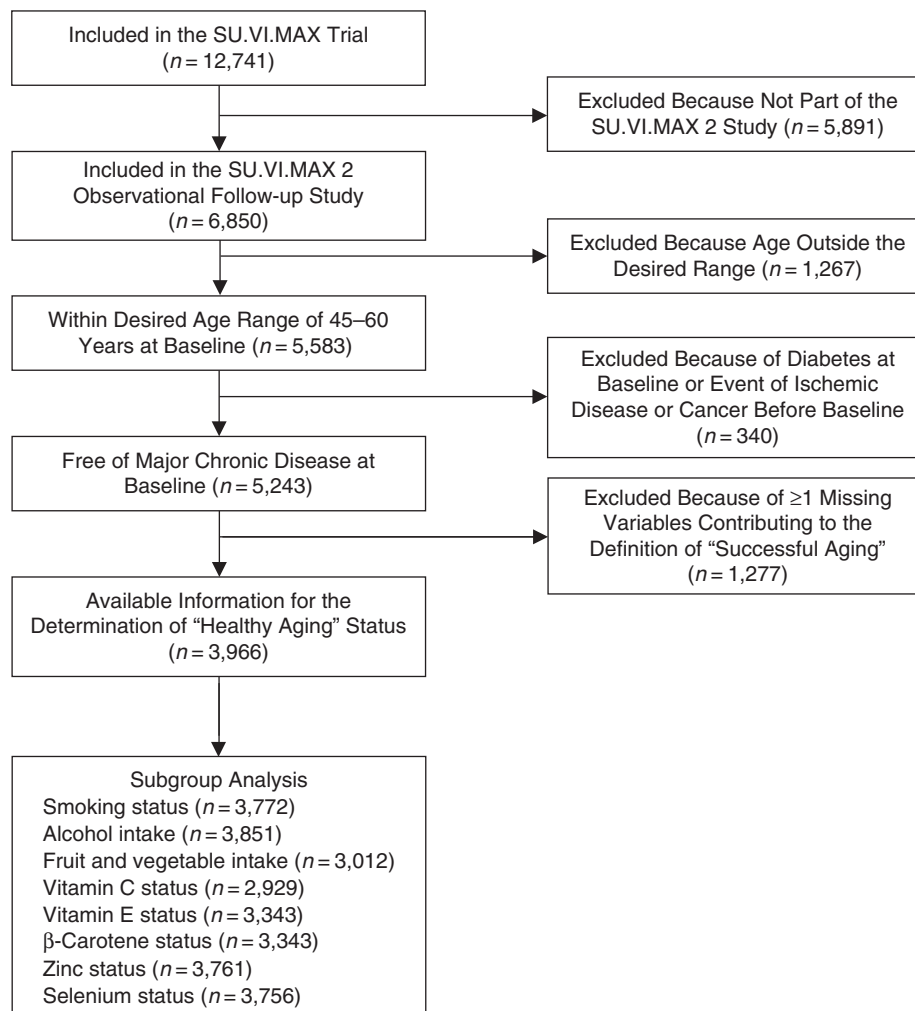 Included in the SU.VI.MAX Trial
(n = 12,741)
Excluded Because Not Part of the
SU.VI.MAX 2 Study (n = 5,891)
Included in the SU.VI.MAX 2
Observational Follow-up Study
(n = 6,850)
Excluded Because Age Outside the
Desired Range (n = 1,267)
Within Desired Age Range of 45–60
Years at Baseline (n = 5,583)
Excluded Because of Diabetes at
Baseline or Event of Ischemic
Disease or Cancer Before Baseline
(n = 340)
Free of Major Chronic Disease at
Baseline (n = 5,243)
Excluded Because of ≥1 Missing
Variables Contributing to the
Definition of “Successful Aging”
(n = 1,277)
Available Information for the
Determination of “Healthy Aging” Status
(n = 3,966)
Subgroup Analysis
Smoking status (n = 3,772)
Alcohol intake (n = 3,851)
Fruit and vegetable intake (n = 3,012)
Vitamin C status (n = 2,929)
Vitamin E status (n = 3,343)
β-Carotene status (n = 3,343)
Zinc status (n = 3,761)
Selenium status (n = 3,756)